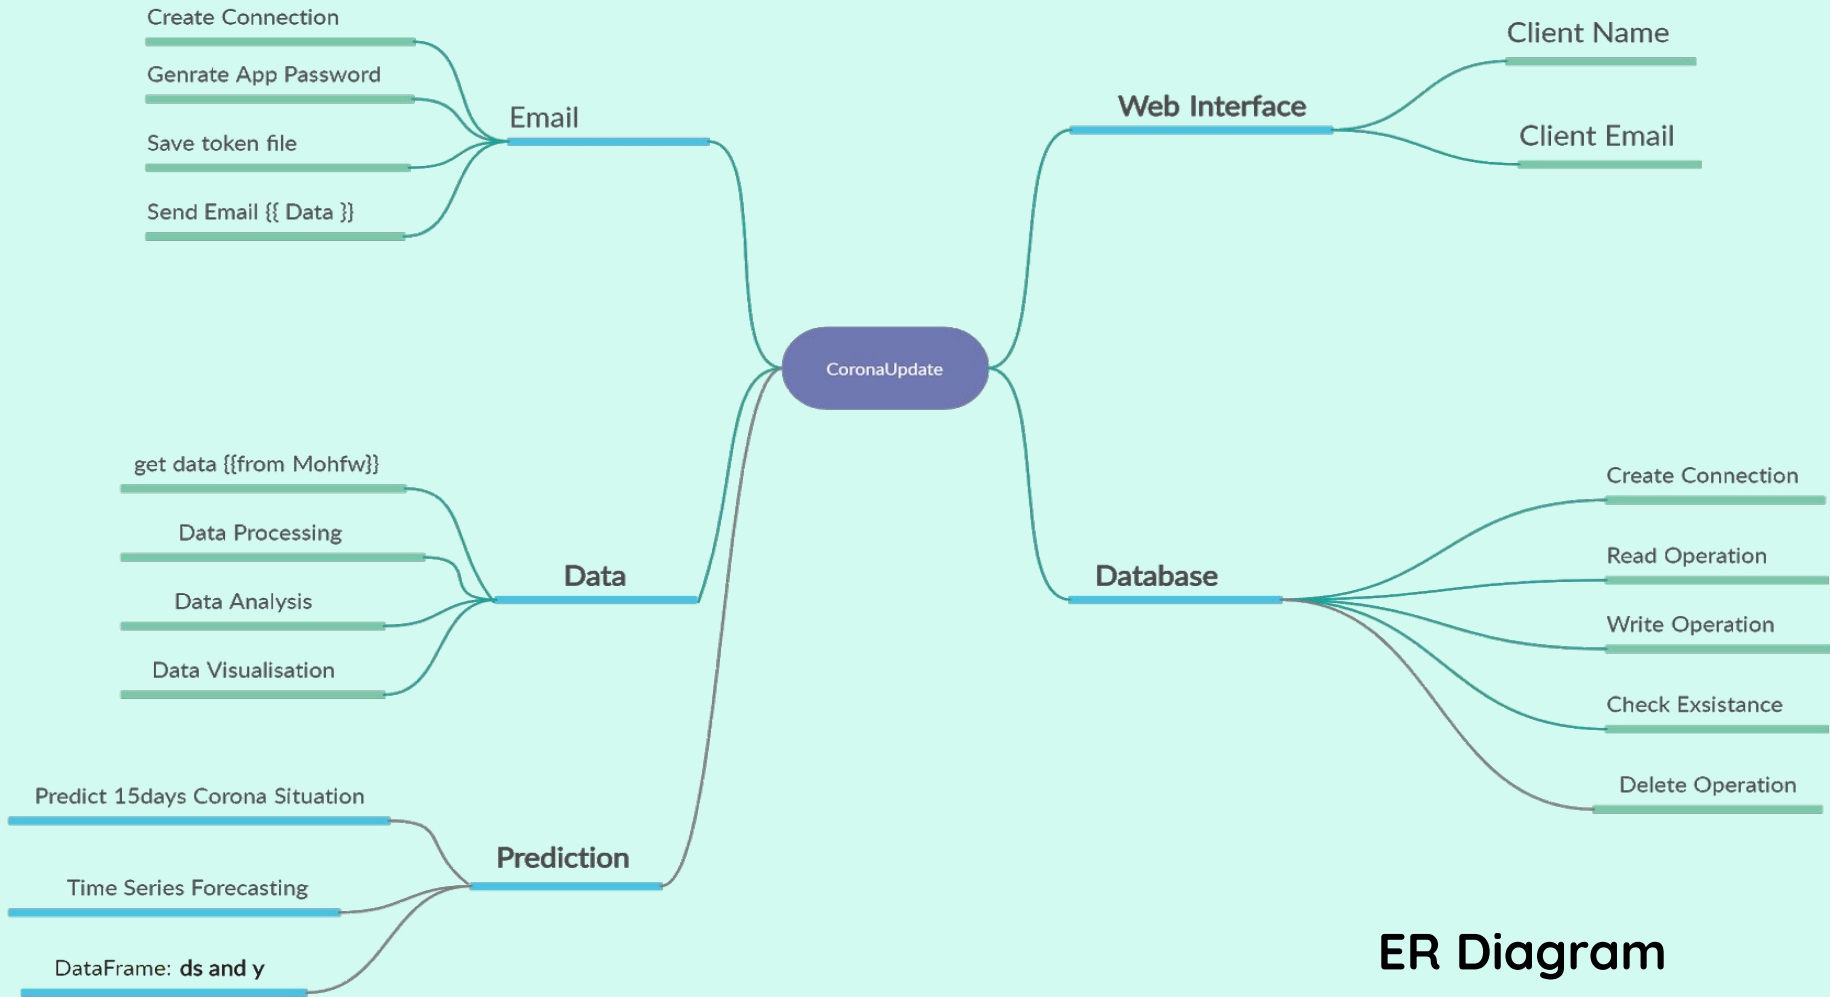 Create Connection
Genrate App Password
Save token file
Send Email {{ Data }}
Email
Web Interface
Client Name
Client Email
CoronaUpdate
get data {{from Mohfw}}
Data Processing
Data Analysis
Data Visualisation
Data
Database
Create Connection
Read Operation
Write Operation
Check Exsistance
Delete Operation
Predict 15days Corona Situation
Time Series Forecasting
DataFrame: ds and y
Prediction
ER Diagram